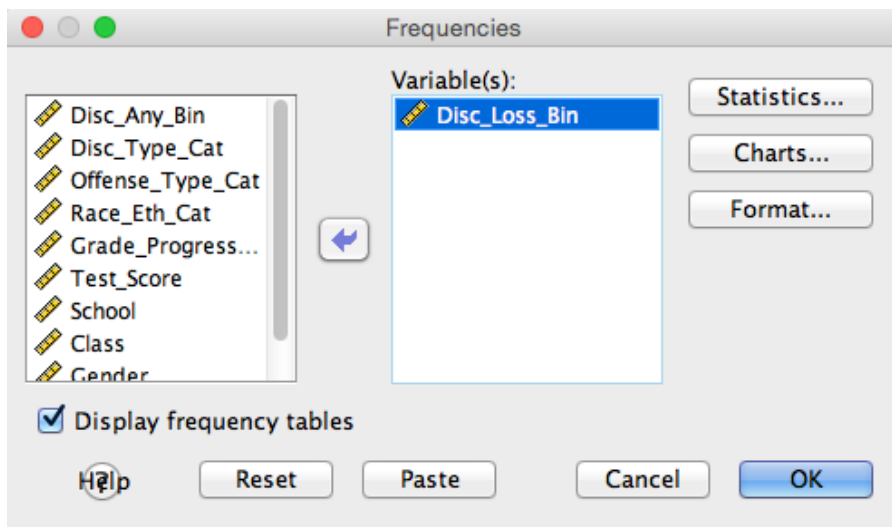 Frequencies
Variable(s):
Disc_Any_Bin
Disc_Type_Cat
Offense_Type_Cat
Race_Eth_Cat
Grade_Progress...
Test_Score
School
Class
Gender
Disc_Loss_Bin
Statistics...
Charts...
Format...
Display frequency tables
Help
?
Reset
Paste
Cancel
OK